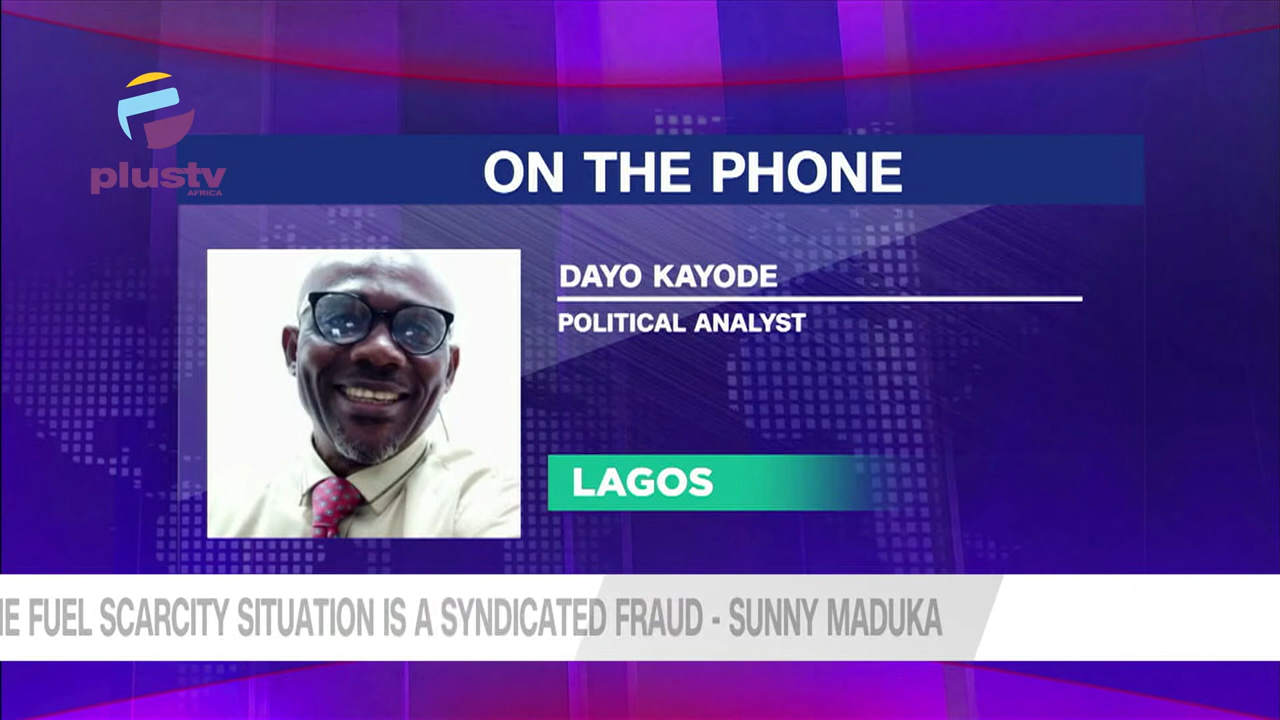 plustv
AFRICA
ON THE PHONE
DAYO KAYODE
POLITICAL ANALYST
LAGOS
FUEL SCARCITY SITUATION IS A SYNDICATED FRAUD - SUNNY MADUKA